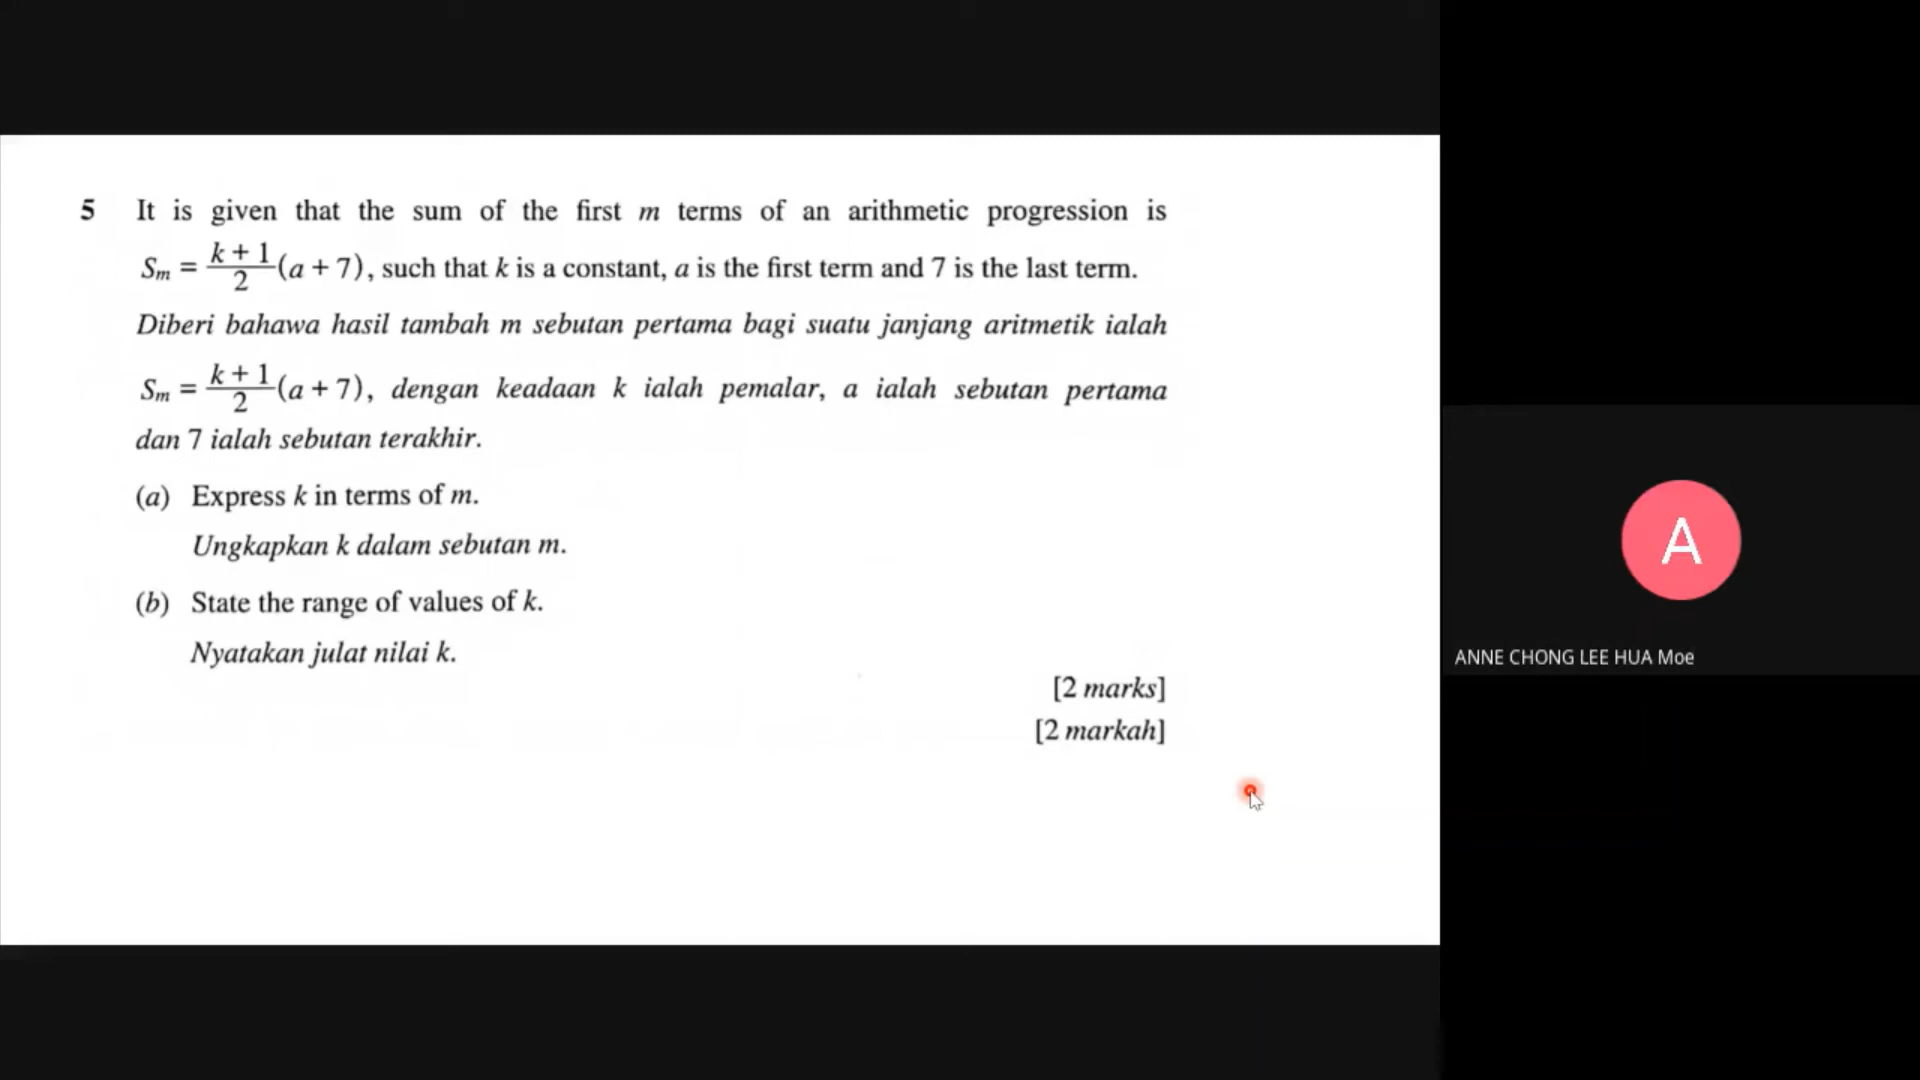 5 It is given that the sum of the first m terms of an arithmetic progression is
Sm = k + 1/2 (a + 7), such that k is a constant, a is the first term and 7 is the last term.
Diberi bahawa hasil tambah m sebutan pertama bagi suatu janjang aritmetik ialah
Sm = k + 1/2 (a + 7), dengan keadaan k ialah pemalar, a ialah sebutan pertama
dan 7 ialah sebutan terakhir.
(a) Express k in terms of m.
Ungkapkan k dalam sebutan m.
(b) State the range of values of k.
Nyatakan julat nilai k.
[2 marks]
[2 markah]
A
ANNE CHONG LEE HUA Moe